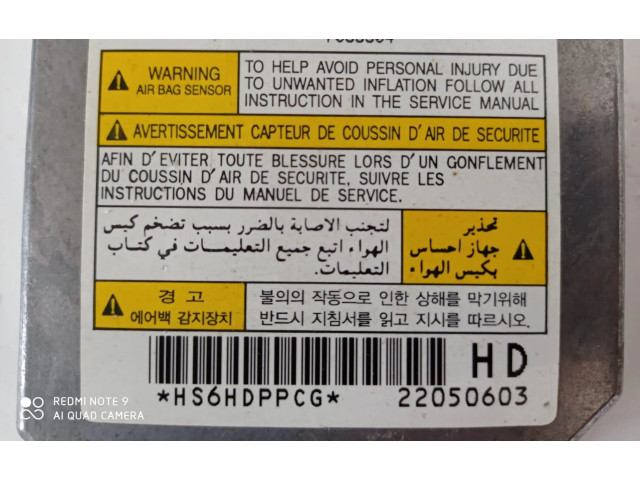 WARNING
AIR BAG SENSOR
TO HELP AVOID PERSONAL INJURY DUE
TO UNWANTED INFLATION FOLLOW ALL
INSTRUCTION IN THE SERVICE MANUAL
AVERTISSEMENT CAPTEUR DE COUSSIN D'AIR DE SECURITE
AFIN D'EVITER TOUTE BLESSURE LORS D'UN GONFLEMENT
DU COUSSIN D'AIR DE SECURITE, SUIVRE LES
INSTRUCTIONS DU MANUEL DE SERVICE.
تحذير
جهاز احساس
بكيس الهواء
لتجنب الاصابة بالضرر بسبب تضخم كيس
الهواء اتبع جميع التعليمات في كتاب
التعليمات.
경 고
에어백 감지장치
불의의 작동으로 인한 상해를 막기위해
반드시 지침서를 읽고 지시를 따르시오.
HD
*HS6HDPPCG* 22050603
REDMI NOTE 9
AI QUAD CAMERA